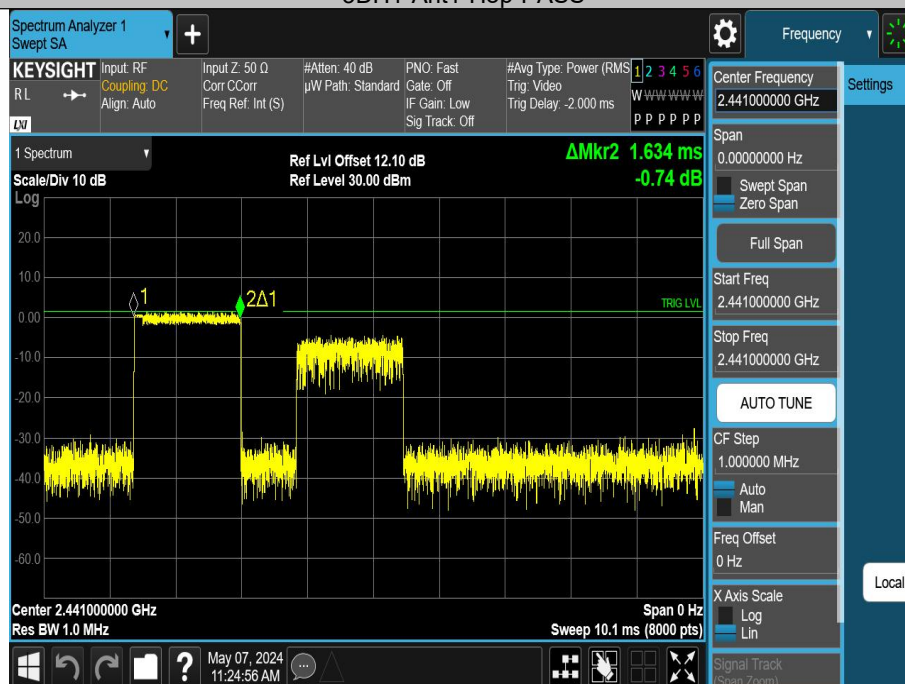 Spectrum Analyzer 1
Swept SA
+
Frequency
KEYSIGHT
RL
LXI
Input: RF
Coupling: DC
Align: Auto
Input Z: 50 Ω
Corr CCorr
Freq Ref: Int (S)
#Atten: 40 dB
µW Path: Standard
PNO: Fast
Gate: Off
IF Gain: Low
Sig Track: Off
#Avg Type: Power (RMS
Trig: Video
Trig Delay: -2.000 ms
1 2 3 4 5 6
W W W W W W
P P P P P P
1 Spectrum
Scale/Div 10 dB
Log
Ref Lvl Offset 12.10 dB
Ref Level 30.00 dBm
ΔMkr2 1.634 ms
-0.74 dB
20.0
10.0
0.00
-10.0
-20.0
-30.0
-40.0
-50.0
-60.0
1
2Δ1
TRIG LVL
Center 2.441000000 GHz
Res BW 1.0 MHz
Span 0 Hz
Sweep 10.1 ms (8000 pts)
Center Frequency
2.441000000 GHz
Settings
Span
0.00000000 Hz
Swept Span
Zero Span
Full Span
Start Freq
2.441000000 GHz
Stop Freq
2.441000000 GHz
AUTO TUNE
CF Step
1.000000 MHz
Auto
Man
Freq Offset
0 Hz
X Axis Scale
Log
Lin
Local
Signal Track
(Span Zoom)
?
May 07, 2024
11:24:56 AM